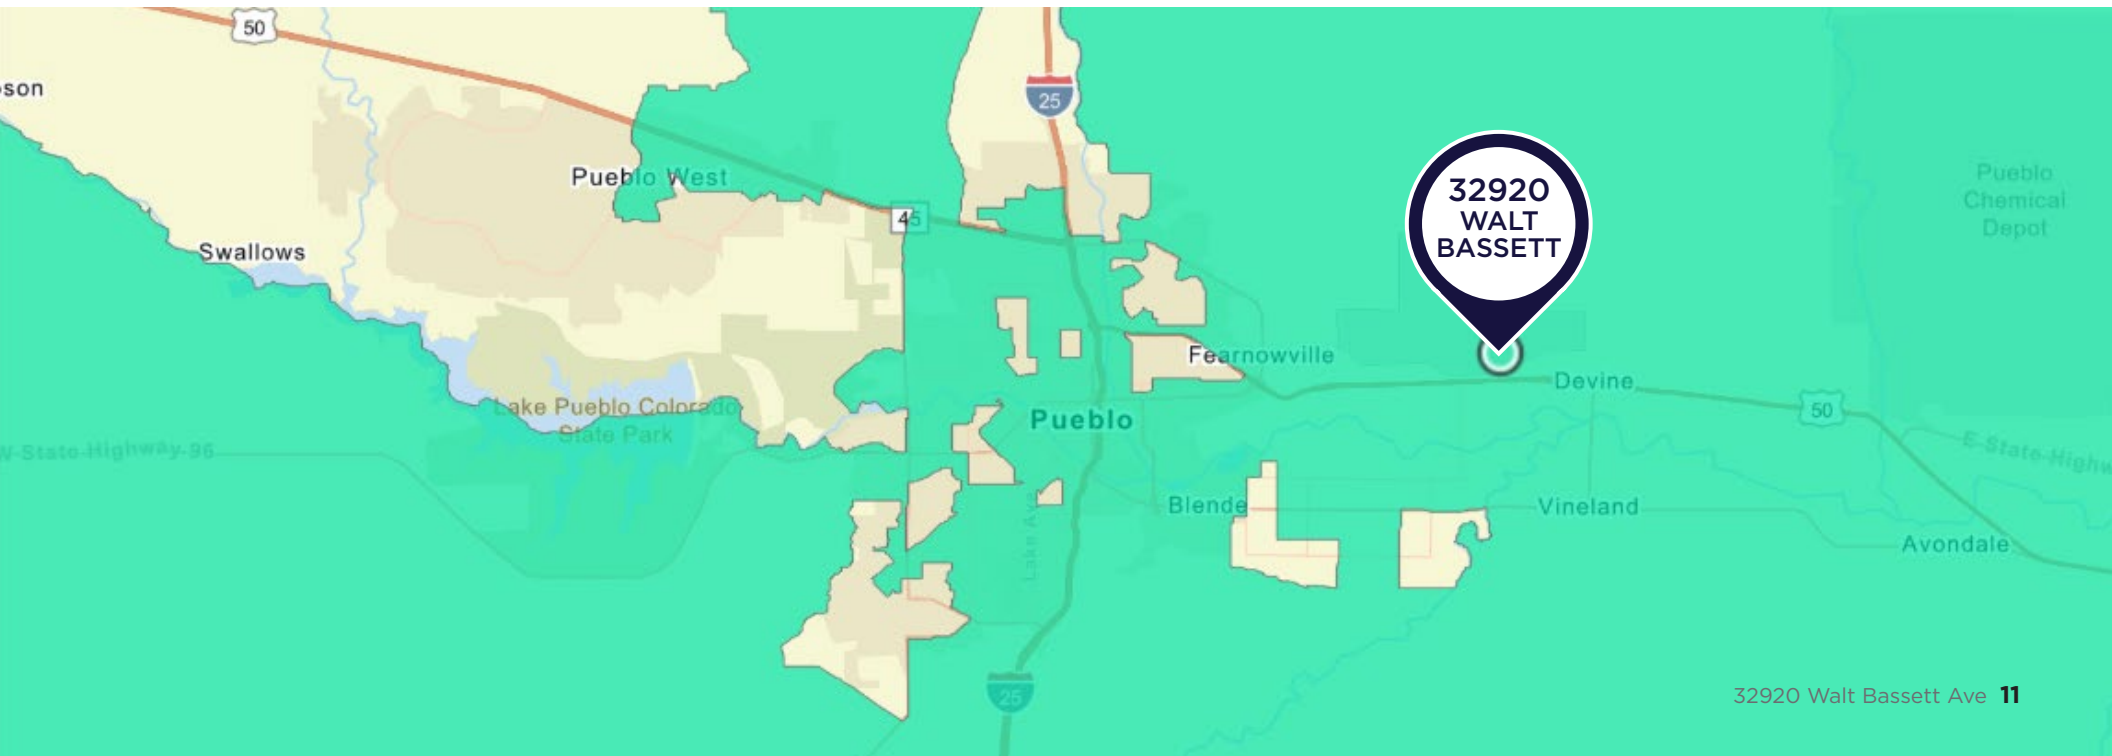 50
son
25
Pueblo West
32920
WALT
BASSETT
Pueblo
Chemical
Depot
45
Swallows
Fearnowville
Devine
Lake Pueblo Colorado
State Park
Pueblo
50
W State Highway 96
E State Highw
Lake Ave
Blende
Vineland
Avondale
25
32920 Walt Bassett Ave 11